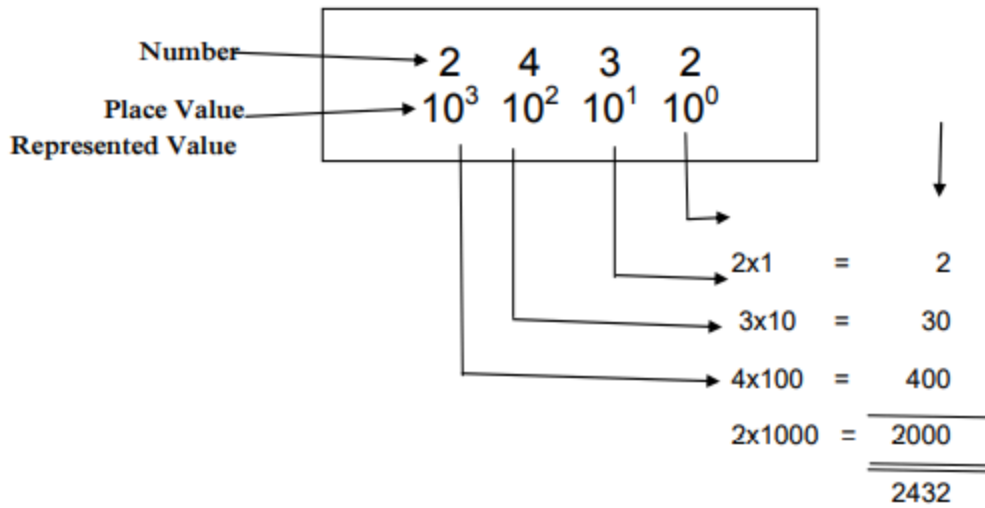 Number 2 4 3 2
Place Value 10³ 10² 10¹ 10⁰
Represented Value
2x1 = 2
3x10 = 30
4x100 = 400
2x1000 = 2000
2432